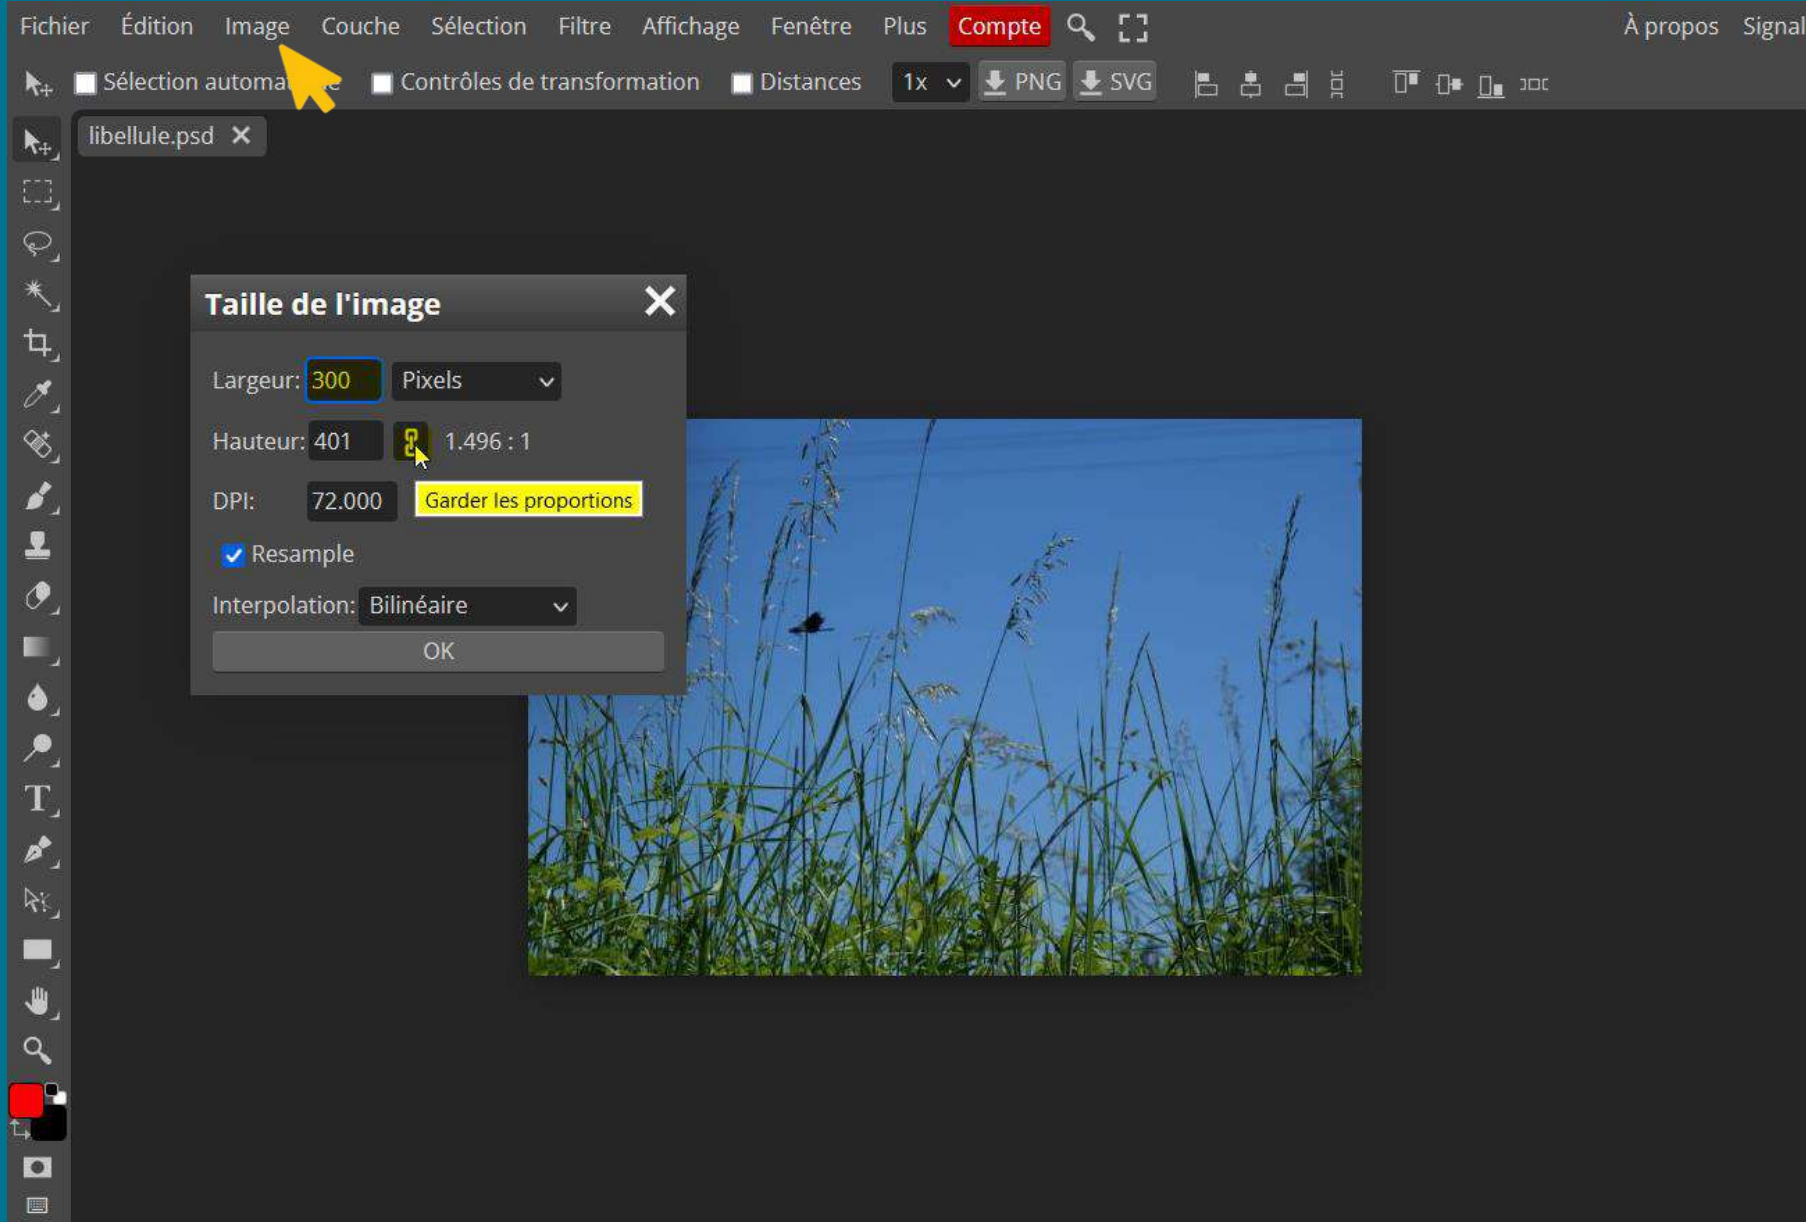 Fichier Édition Image Couche Sélection Filtre Affichage Fenêtre Plus Compte À propos Signal
Sélection automa e Contrôles de transformation Distances 1x PNG SVG
libellule.psd
Taille de l'image
Largeur: 300 Pixels
Hauteur: 401 1.496 : 1
DPI: 72.000 Garder les proportions
Resample
Interpolation: Bilinéaire
OK